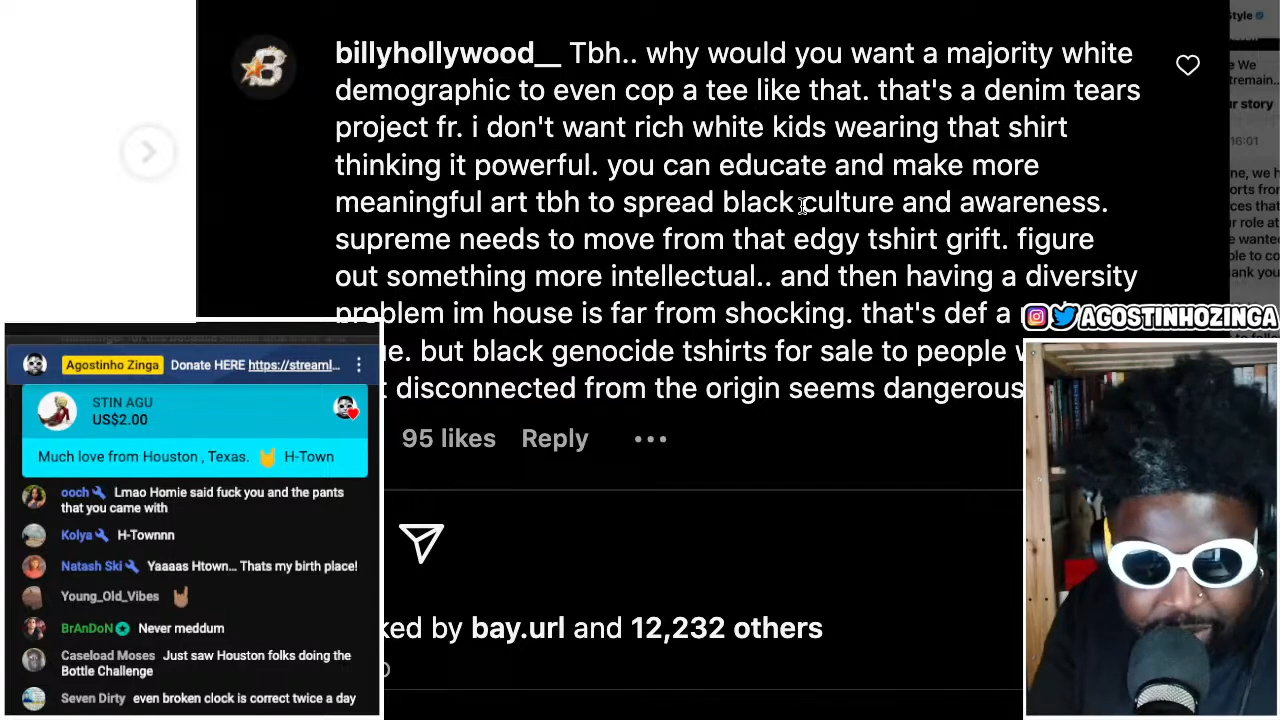 billyhollywood__ Tbh.. why would you want a majority white
demographic to even cop a tee like that. that's a denim tears
project fr. i don't want rich white kids wearing that shirt
thinking it powerful. you can educate and make more
meaningful art tbh to spread black culture and awareness.
supreme needs to move from that edgy tshirt grift. figure
out something more intellectual.. and then having a diversity
problem im house is far from shocking. that's def a
but black genocide tshirts for sale to people
disconnected from the origin seems dangerous
95 likes Reply •••
ked by bay.url and 12,232 others
Style
We
tremain...
ur story
16:01
AGOSTINHOZINGA
Agostinho Zinga Donate HERE https://streaml...
STIN AGU
US$2.00
Much love from Houston , Texas. 🤘 H-Town
ooch Lmao Homie said fuck you and the pants
that you came with
Kolya H-Townnn
Natash Ski Yaaaas Htown... Thats my birth place!
Young_Old_Vibes 🤘🏾
BrAnDoN Never meddum
Caseload Moses Just saw Houston folks doing the
Bottle Challenge
Seven Dirty even broken clock is correct twice a day